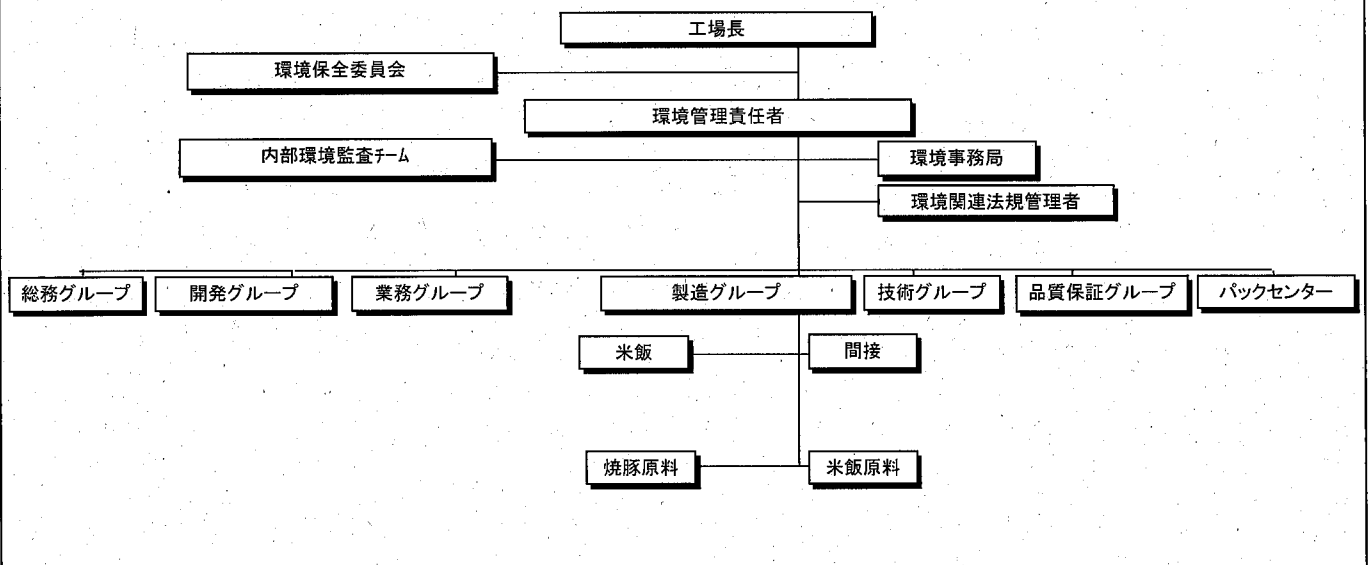 工場長
環境保全委員会
環境管理責任者
内部環境監査チーム
環境事務局
環境関連法規管理者
総務グループ
開発グループ
業務グループ
製造グループ
技術グループ
品質保証グループ
パックセンター
米飯
間接
焼豚原料
米飯原料